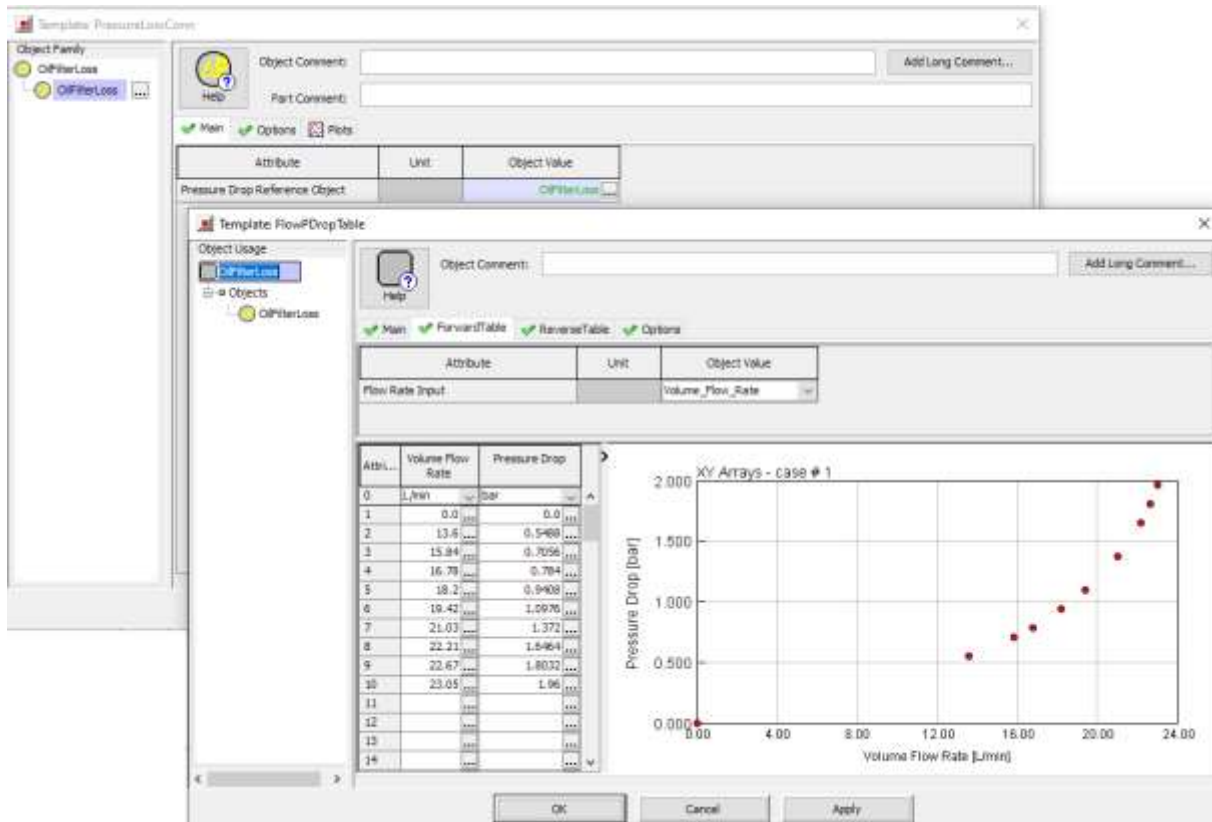 Template: PressureLossConn
Object Family
OilFilterLoss
OilFilterLoss ...
Help
Object Comment:
Add Long Comment...
Part Comment:
Main Options Plots
Attribute Unit Object Value
Pressure Drop Reference Object OilFilterLoss ...
Template: FlowPDropTable
Object Usage
OilFilterLoss
Objects
OilFilterLoss
Help
Object Comment:
Add Long Comment...
Main ForwardTable ReverseTable Options
Attribute Unit Object Value
Flow Rate Input Volume_Flow_Rate
Attri... Volume Flow Rate Pressure Drop
0 L/min bar
1 0.0 ... 0.0 ...
2 13.6 ... 0.5488 ...
3 15.84 ... 0.7056 ...
4 16.78 ... 0.784 ...
5 18.2 ... 0.9408 ...
6 19.42 ... 1.0976 ...
7 21.03 ... 1.372 ...
8 22.21 ... 1.6464 ...
9 22.67 ... 1.8032 ...
10 23.05 ... 1.96 ...
11 ... ...
12 ... ...
13 ... ...
14 ... ...
XY Arrays - case # 1
2.000
1.500
1.000
0.500
0.000
Pressure Drop [bar]
0.00 4.00 8.00 12.00 16.00 20.00 24.00
Volume Flow Rate [L/min]
OK Cancel Apply